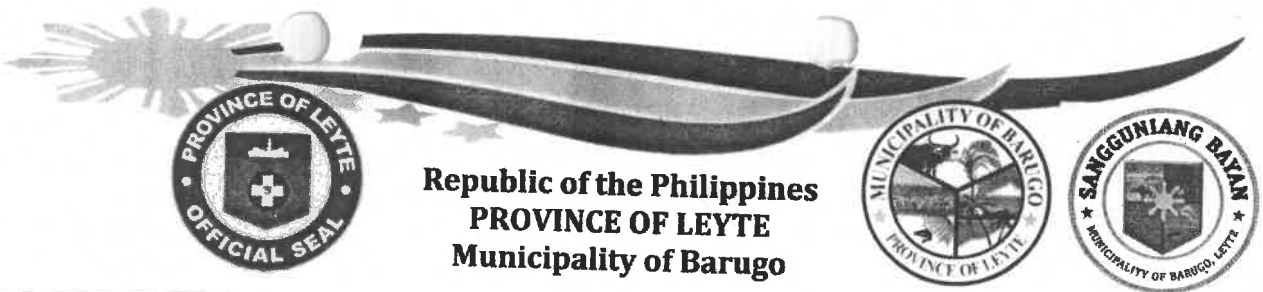 PROVINCE OF LEYTE
OFFICIAL SEAL
Republic of the Philippines
PROVINCE OF LEYTE
Municipality of Barugo
MUNICIPALITY OF BARUGO
PROVINCE OF LEYTE
SANGGUNIANG BAYAN
MUNICIPALITY OF BARUGO, LEYTE